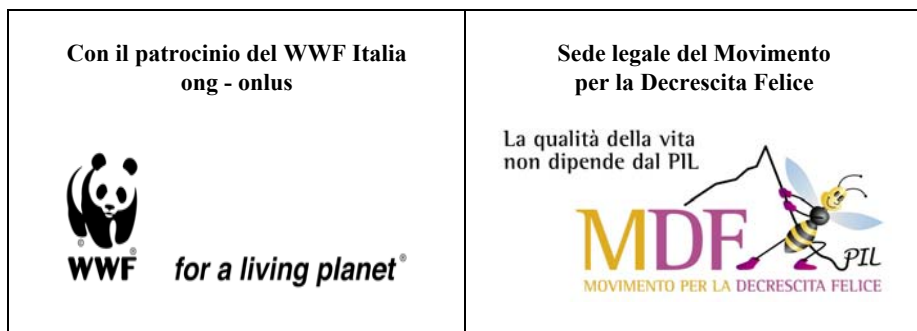 Con il patrocinio del WWF Italia
ong - onlus
©
®
WWF
for a living planet®
Sede legale del Movimento
per la Decrescita Felice
La qualità della vita
non dipende dal PIL
MDF
PIL
MOVIMENTO PER LA DECRESCITA FELICE